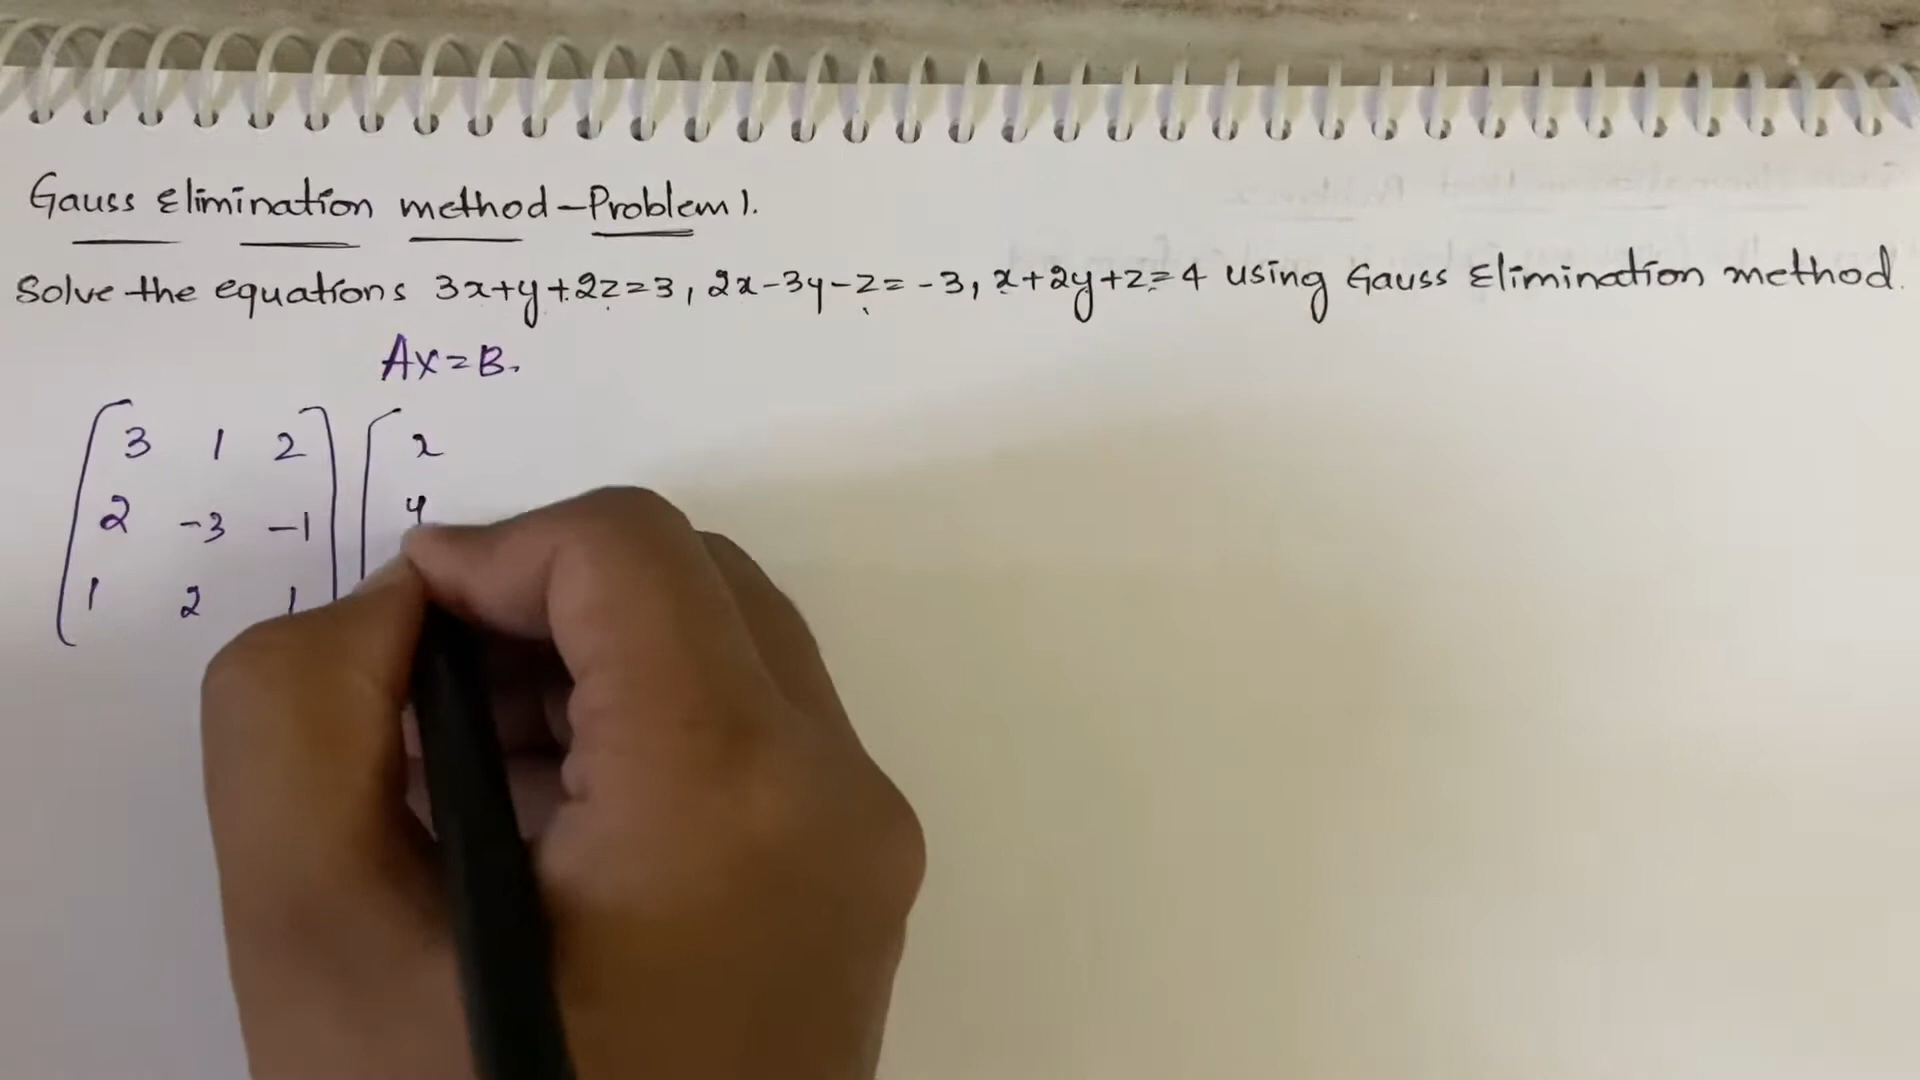 Gauss Elimination method-Problem 1.
Solve the equations 3x+y+2z=3, 2x-3y-z=-3, x+2y+z=4 using Gauss Elimination method.
AX=B.
3 1 2 x
2 -3 -1 y
1 2 1